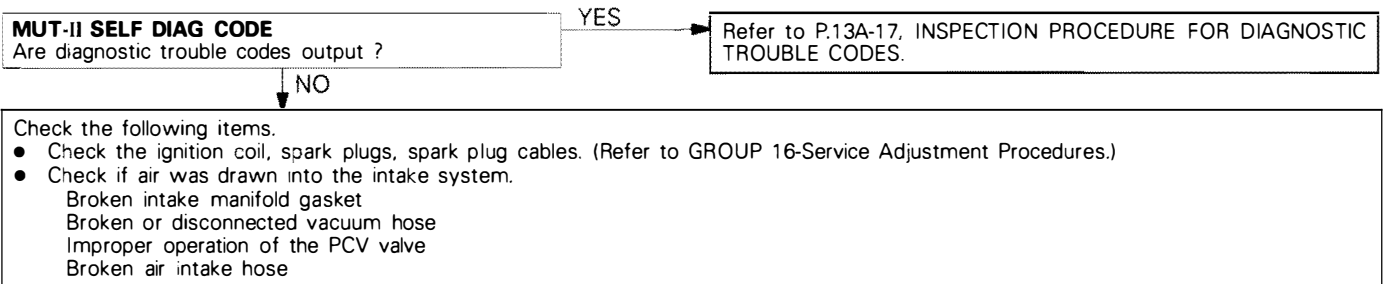 MUT-II SELF DIAG CODE
Are diagnostic trouble codes output ?
YES
Refer to P.13A-17, INSPECTION PROCEDURE FOR DIAGNOSTIC
TROUBLE CODES.
NO
Check the following items.
● Check the ignition coil, spark plugs, spark plug cables. (Refer to GROUP 16-Service Adjustment Procedures.)
● Check if air was drawn into the intake system.
Broken intake manifold gasket
Broken or disconnected vacuum hose
Improper operation of the PCV valve
Broken air intake hose